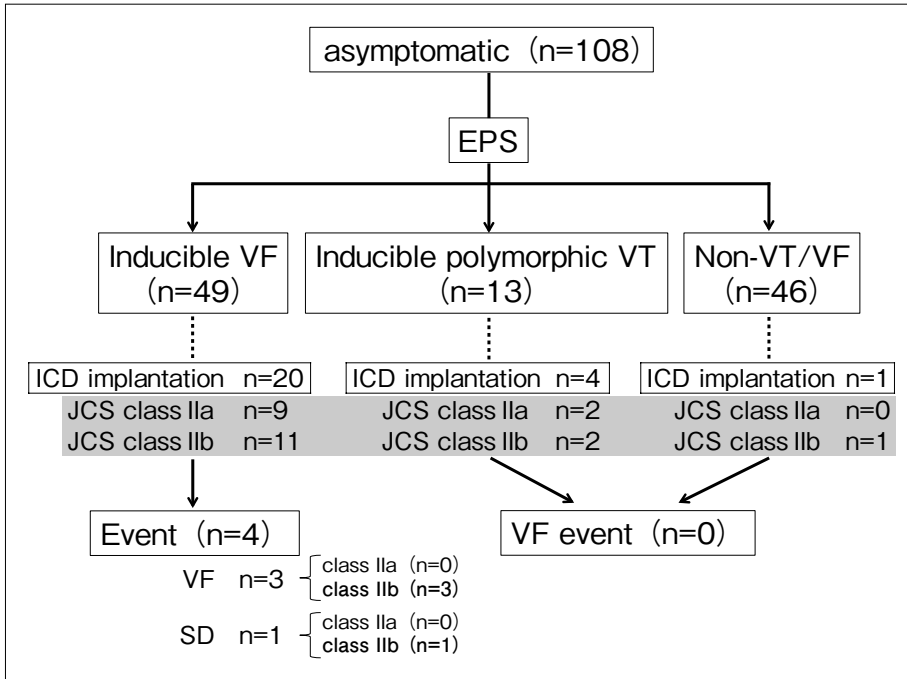 asymptomatic (n=108)
EPS
Inducible VF
(n=49)
Inducible polymorphic VT
(n=13)
Non-VT/VF
(n=46)
ICD implantation n=20
JCS class IIa n=9
JCS class IIb n=11
ICD implantation n=4
JCS class IIa n=2
JCS class IIb n=2
ICD implantation n=1
JCS class IIa n=0
JCS class IIb n=1
Event (n=4)
VF n=3
class IIa (n=0)
class IIb (n=3)
SD n=1
class IIa (n=0)
class IIb (n=1)
VF event (n=0)